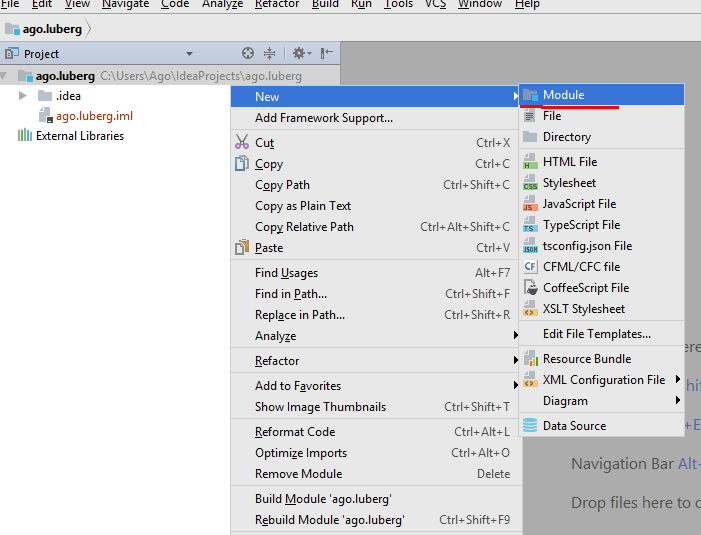 File Edit View Navigate Code Analyze Refactor Build Run Tools VCS Window Help
ago.luberg
Project
ago.luberg C:\Users\Ago\IdeaProjects\ago.luberg
.idea
ago.luberg.iml
External Libraries
New
Add Framework Support...
Cut Ctrl+X
Copy Ctrl+C
Copy Path Ctrl+Shift+C
Copy as Plain Text
Copy Relative Path Ctrl+Alt+Shift+C
Paste Ctrl+V
Find Usages Alt+F7
Find in Path... Ctrl+Shift+F
Replace in Path... Ctrl+Shift+R
Analyze
Refactor
Add to Favorites
Show Image Thumbnails Ctrl+Shift+T
Reformat Code Ctrl+Alt+L
Optimize Imports Ctrl+Alt+O
Remove Module Delete
Build Module 'ago.luberg'
Rebuild Module 'ago.luberg' Ctrl+Shift+F9
Module
File
Directory
H HTML File
CSS Stylesheet
JS JavaScript File
TS TypeScript File
TS tsconfig.json File
CF CFML/CFC file
CoffeeScript File
XSLT Stylesheet
Edit File Templates...
Resource Bundle
XML Configuration File
Diagram
Data Source
Navigation Bar Alt+
Drop files here to